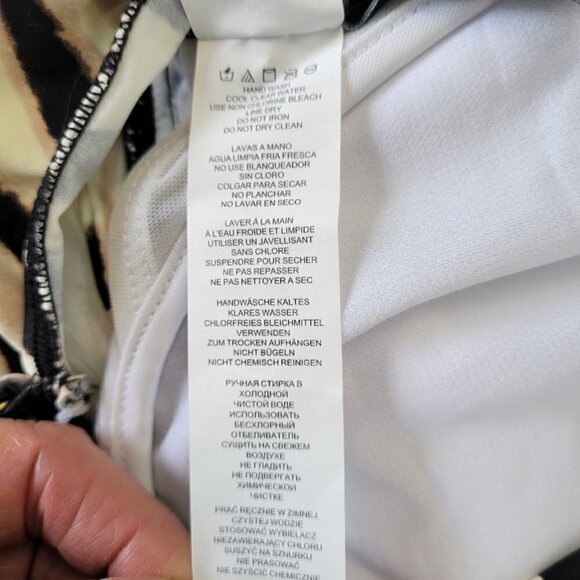 HAND WASH
COOL CLEAR WATER
USE NON CHLORINE BLEACH
LINE DRY
DO NOT IRON
DO NOT DRY CLEAN
LAVAS A MANO
AGUA LIMPIA FRIA FRESCA
NO USE BLANQUEADOR
SIN CLORO
COLGAR PARA SECAR
NO PLANCHAR
NO LAVAR EN SECO
LAVER Á LA MAIN
Á L'EAU FROIDE ET LIMPIDE
UTILISER UN JAVELLISANT
SANS CHLORE
SUSPENDRE POUR SECHER
NE PAS REPASSER
NE PAS NETTOYER A SEC
HANDWÄSCHE KALTES
KLARES WASSER
CHLORFREIES BLEICHMITTEL
VERWENDEN
ZUM TROCKEN AUFHÄNGEN
NICHT BÜGELN
NICHT CHEMISCH REINIGEN
РУЧНАЯ СТИРКА В
ХОЛОДНОЙ
ЧИСТОЙ ВОДЕ
ИСПОЛЬЗОВАТЬ
БЕСХЛОРНЫЙ
ОТБЕЛИВАТЕЛЬ
СУЩИТЬ НА СВЕЖЕМ
ВОЗДУХЕ
НЕ ГЛАДИТЬ
НЕ ПОДВЕРГАТЬ
ХИМИЧЕСКОИ
ЧИСТКЕ
PRAĆ RĘCZNIE W ZIMNEJ,
CZYSTEJ WODZIE
STOSOWAĆ WYBIELACZ
NIEZAWIERAJĄCY CHLORU
SUSZYĆ NA SZNURKU
NIE PRASOWAĆ
NIE CZYŚCIĆ CHEMICZNIE